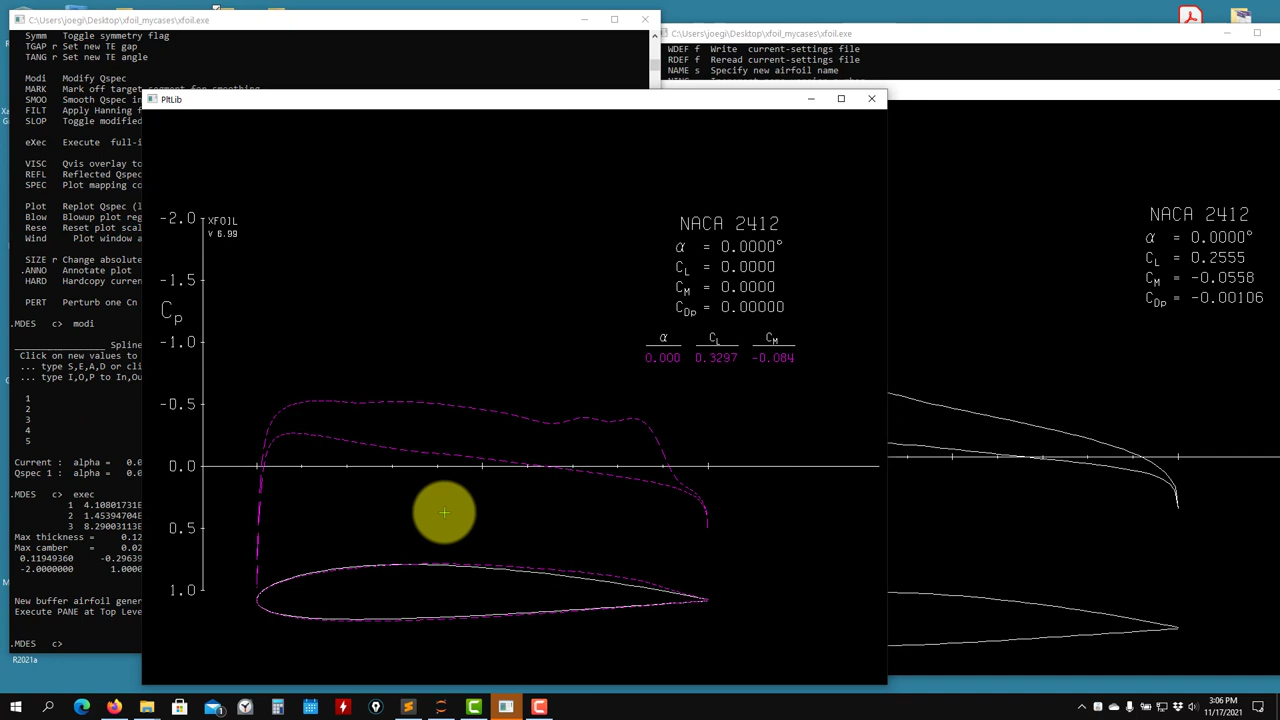 C:\Users\joegi\Desktop\xfoil_mycases\xfoil.exe
Symm Toggle symmetry flag
TGAP r Set new TE gap
TANG r Set new TE angle
Modi Modify Qspec
MARK Mark off target segment for smoothing
SMOO Smooth Qspec in
FILT Apply Hanning f
SLOP Toggle modified
eXec Execute full-i
VISC Qvis overlay to
REFL Reflected Qspec
SPEC Plot mapping co
Plot Replot Qspec (l
Blow Blowup plot reg
Rese Reset plot scal
Wind Plot window a
SIZE r Change absolute
.ANNO Annotate plot
HARD Hardcopy curren
PERT Perturb one Cn
.MDES c> modi
Spline
Click on new values to
... type S,E,A,D or cli
... type I,O,P to In,Ou
1
2
3
4
5
Current : alpha = 0.0
Qspec 1 : alpha = 0.0
.MDES c> exec
1 4.10801731E
2 1.45394704E
3 8.29003113E
Max thickness = 0.12
Max camber = 0.02
0.11949360 -0.29639
-2.0000000 1.0000
New buffer airfoil gener
Execute PANE at Top Leve
.MDES c>
R2021a
C:\Users\joegi\Desktop\xfoil_mycases\xfoil.exe
WDEF f Write current-settings file
RDEF f Reread current-settings file
NAME s Specify new airfoil name
PltLib
XFOIL
V 6.99
-2.0
-1.5
Cp
-1.0
-0.5
0.0
0.5
1.0
NACA 2412
α = 0.0000°
CL = 0.0000
CM = 0.0000
CDp = 0.00000
α CL CM
0.000 0.3297 -0.084
NACA 2412
α = 0.0000°
CL = 0.2555
CM = -0.0558
CDp = -0.00106
3:06 PM
11/17/2021